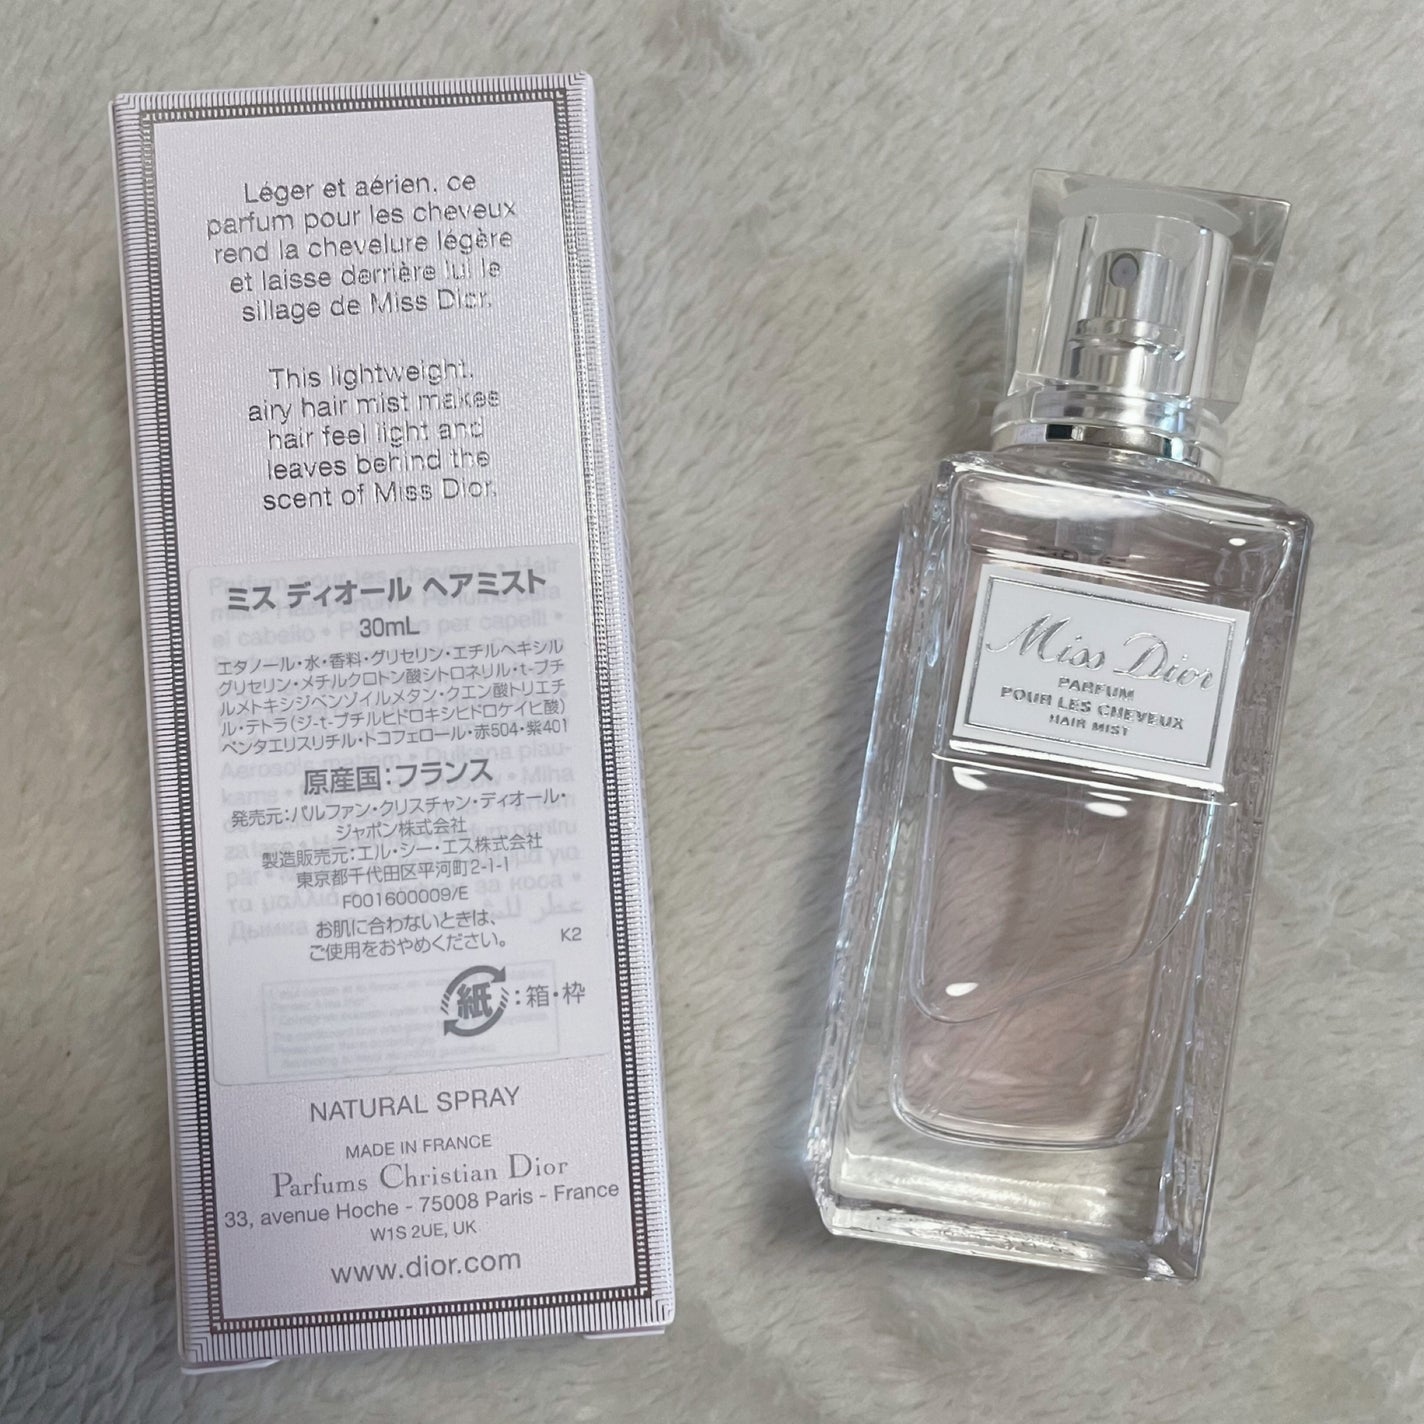 Léger et aérien, ce
parfum pour les cheveux
rend la chevelure légère
et laisse derrière lui le
sillage de Miss Dior.
This lightweight,
airy hair mist makes
hair feel light and
leaves behind the
scent of Miss Dior.
ミス ディオール ヘアミスト
30mL
エタノール・水・香料・グリセリン・エチルヘキシル
グリセリン・メチルクロトン酸シトロネリル・t-ブチ
ルメトキシジベンゾイルメタン・クエン酸トリエチ
ル・テトラ(ジ-t-ブチルヒドロキシヒドロケイヒ酸)
ペンタエリスリチル・トコフェロール・赤504・紫401
原産国：フランス
発売元：パルファン・クリスチャン・ディオール・
ジャポン株式会社
製造販売元：エル・シー・エス株式会社
東京都千代田区平河町2-1-1
F001600009/E
お肌に合わないときは、
ご使用をおやめください。
K2
紙：箱・枠
NATURAL SPRAY
MADE IN FRANCE
Parfums Christian Dior
33, avenue Hoche - 75008 Paris - France
W1S 2UE, UK
www.dior.com
Miss Dior
PARFUM
POUR LES CHEVEUX
HAIR MIST